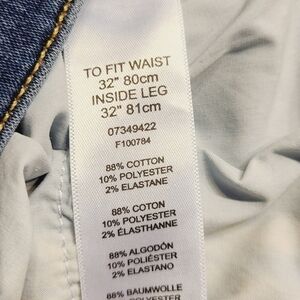 TO FIT WAIST
32" 80cm
INSIDE LEG
32" 81cm
07349422
F100784
88% COTTON
10% POLYESTER
2% ELASTANE
88% COTON
10% POLYESTER
2% ÉLASTHANNE
88% ALGODÓN
10% POLIÉSTER
2% ELASTANO
88% BAUMWOLLE